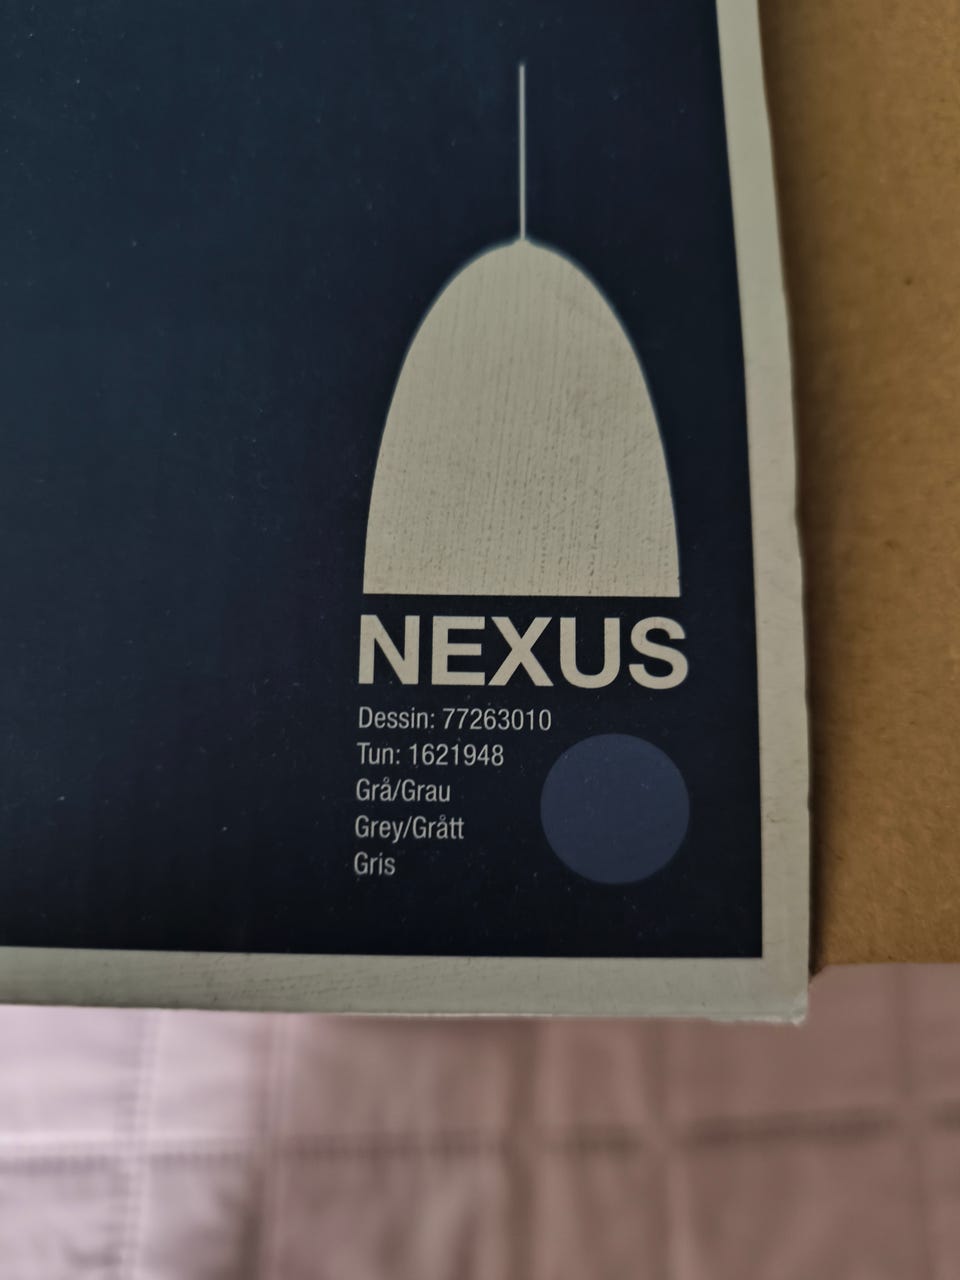 NEXUS
Dessin: 77263010
Tun: 1621948
Grå/Grau
Grey/Grått
Gris